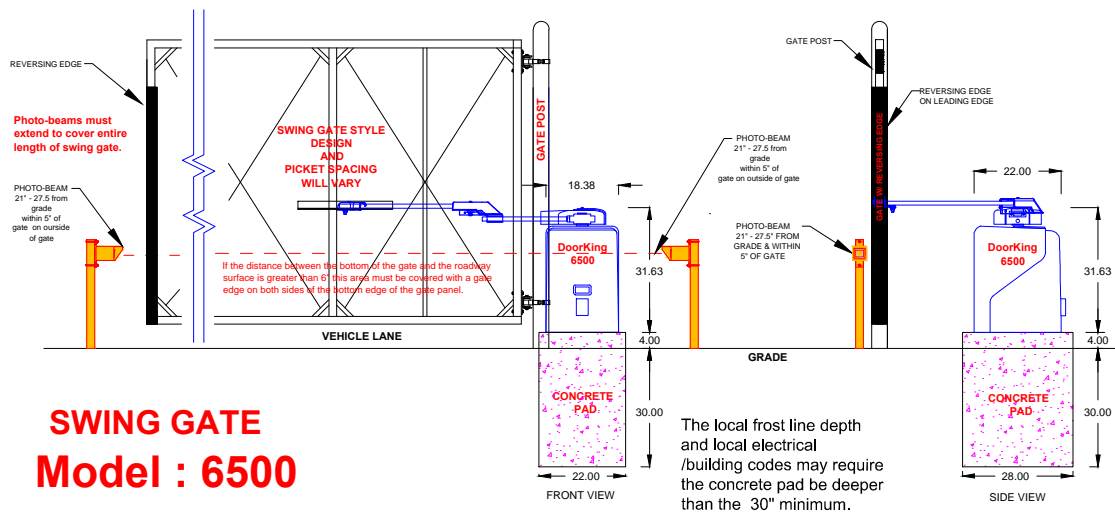 REVERSING EDGE
Photo-beams must
extend to cover entire
length of swing gate.
PHOTO-BEAM
21" - 27.5 from
grade
within 5" of
gate on ourside
of gate
SWING GATE STYLE
DESIGN
AND
PICKET SPACING
WILL VARY
If the distance between the bottom of the gate and the roadway
surface is greater than 6" this area must be covered with a gate
edge on both sides of the bottom edge of the gate panel.
VEHICLE LANE
GATE POST
18.38
DoorKing
6500
31.63
4.00
CONCRETE
PAD
30.00
22.00
FRONT VIEW
PHOTO-BEAM
21" - 27.5 from
grade
within 5" of
gate on outside of gate
GATE POST
REVERSING EDGE
ON LEADING EDGE
GATE W/ REVERSING EDGE
PHOTO-BEAM
21" - 27.5" FROM
GRADE & WITHIN
5" OF GATE
GRADE
22.00
DoorKing
6500
31.63
4.00
CONCRETE
PAD
30.00
28.00
SIDE VIEW
SWING GATE
Model : 6500
The local frost line depth
and local electrical
/building codes may require
the concrete pad be deeper
than the 30" minimum.